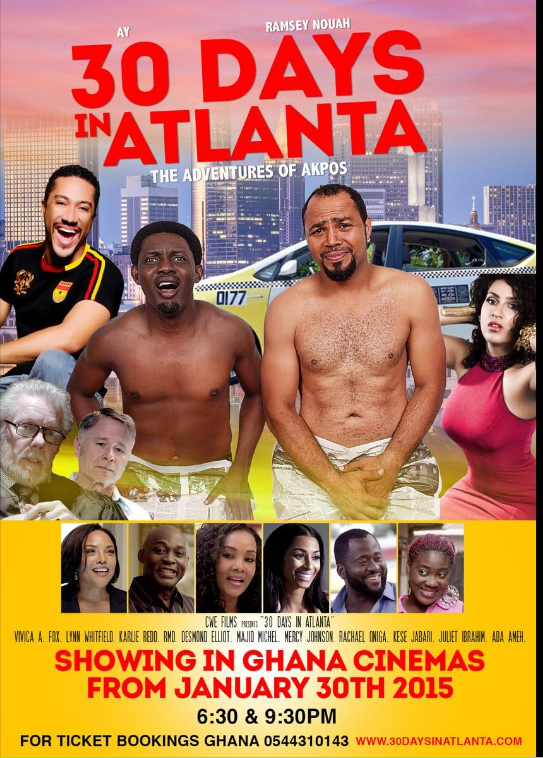 AY
RAMSEY NOUAH
30 DAYS
IN ATLANTA
THE ADVENTURES OF AKPOS
0177
CWE FILMS PRESENTS "30 DAYS IN ATLANTA"
VIVICA A. FOX, LYNN WHITFIELD, KARLIE REDD, RMD, DESMOND ELLIOT, MAJID MICHEL, MERCY JOHNSON, RACHAEL ONIGA, KESE JABARI, JULIET IBRAHIM, ADA AMEH.
SHOWING IN GHANA CINEMAS
FROM JANUARY 30TH 2015
6:30 & 9:30PM
FOR TICKET BOOKINGS GHANA 0544310143 WWW.30DAYSINATLANTA.COM